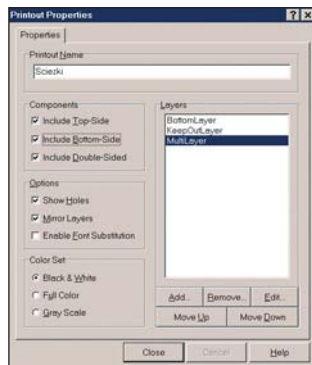 Printout Properties
Properties
Printout Name
Sciezki
Components
Include Top-Side
Include Bottom-Side
Include Double-Sided
Options
Show Holes
Mirror Layers
Enable Font Substitution
Color Set
Black & White
Full Color
Gray Scale
Layers
BottomLayer
KeepOutLayer
MultiLayer
Add...
Remove...
Edit...
Move Up
Move Down
Close
Cancel
Help